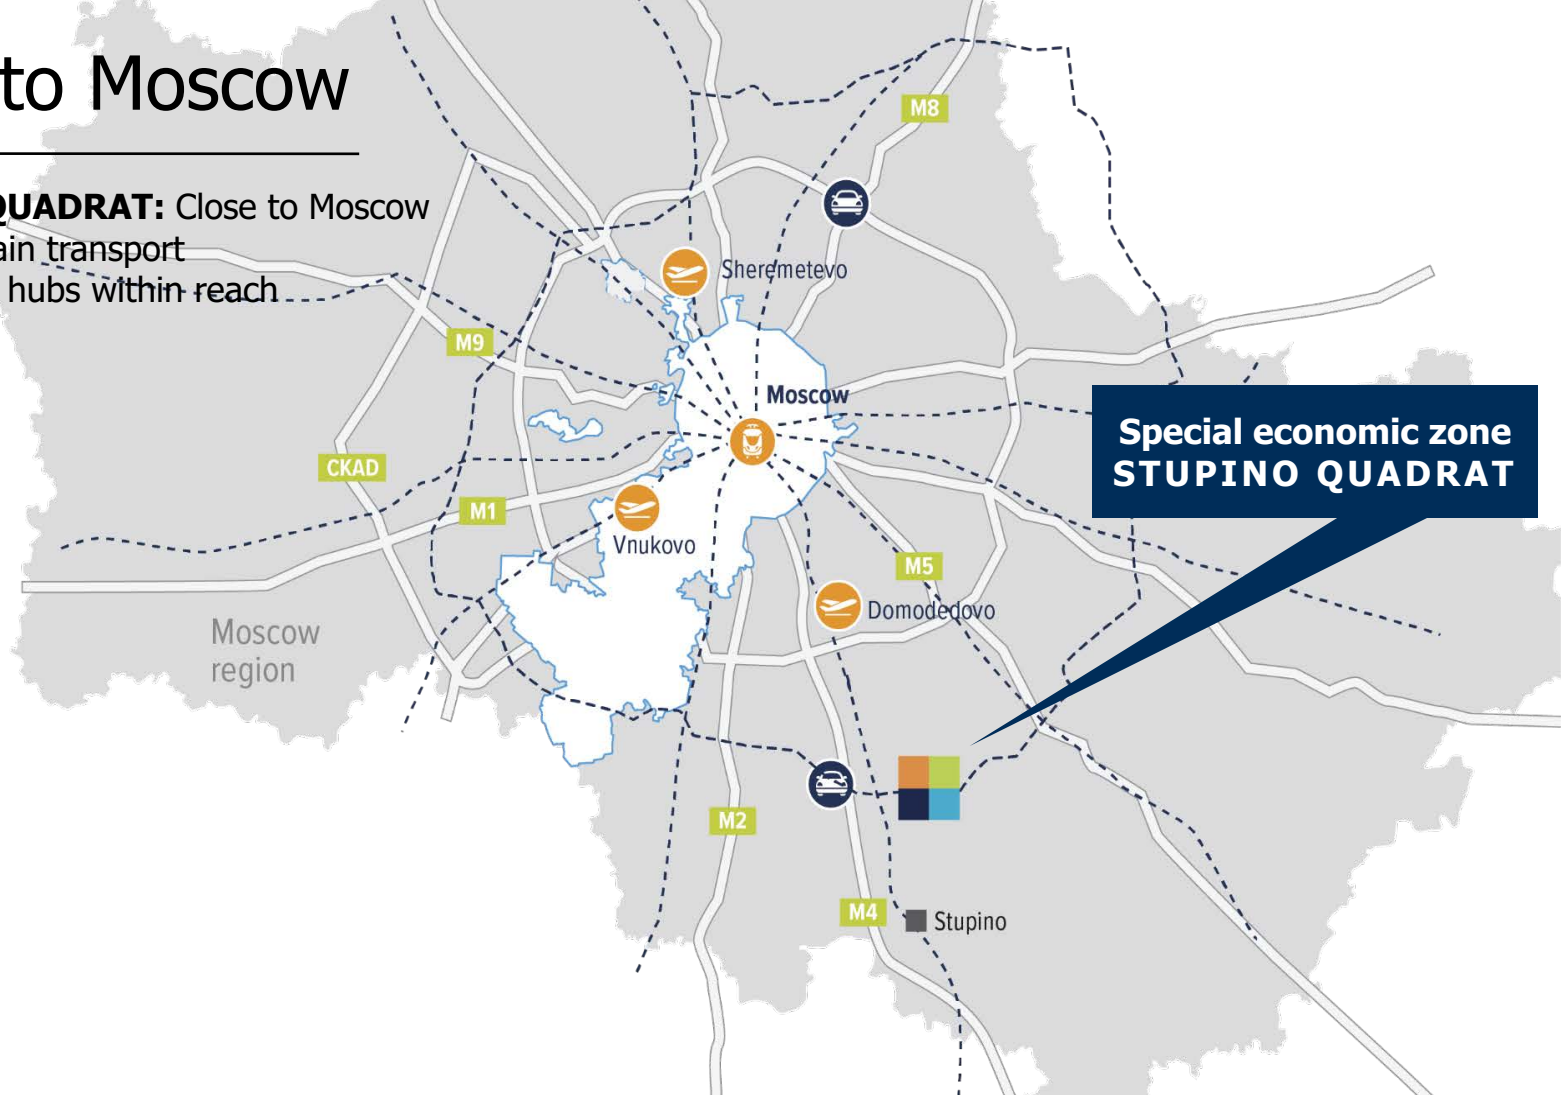 to Moscow
QUADRAT: Close to Moscow
ain transport
hubs within reach
M8
Sheremetevo
M9
Moscow
Special economic zone
STUPINO QUADRAT
CKAD
M1
Vnukovo
M5
Domodedovo
Moscow
region
M2
M4
Stupino